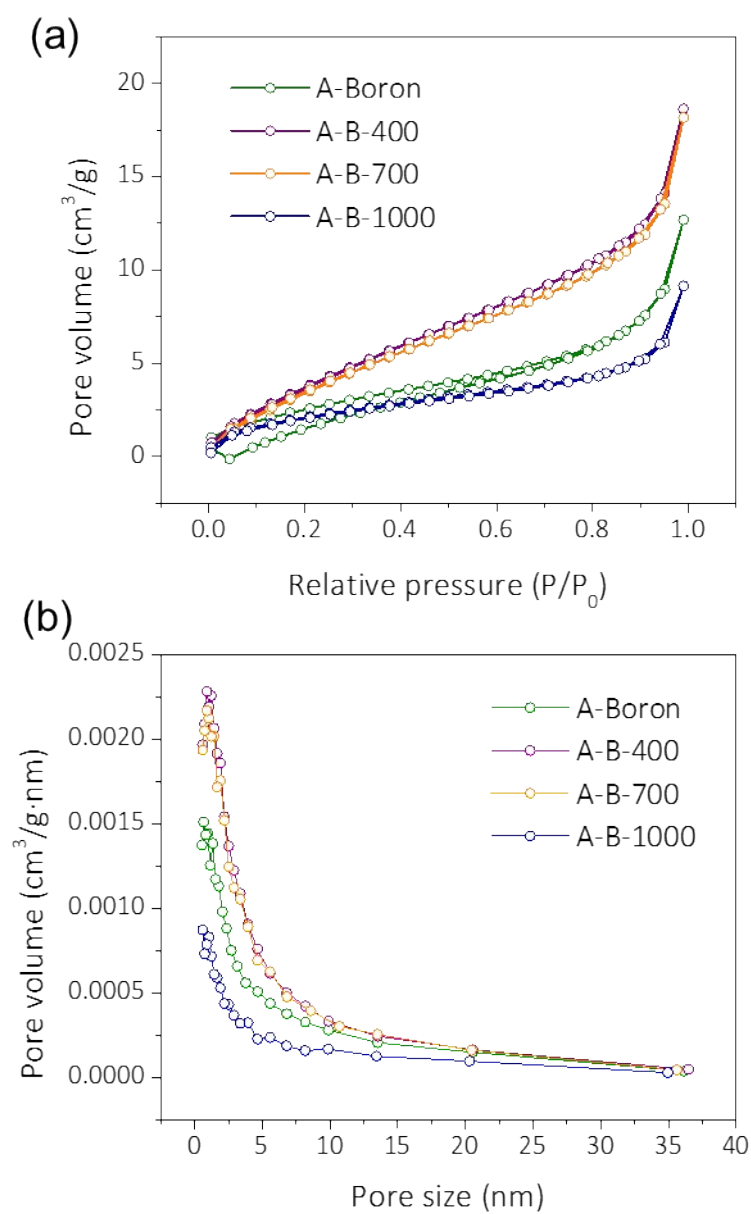 (a)
A-Boron
A-B-400
A-B-700
A-B-1000
20
15
10
5
0
Pore volume (cm³/g)
0.0 0.2 0.4 0.6 0.8 1.0
Relative pressure (P/P₀)
(b)
A-Boron
A-B-400
A-B-700
A-B-1000
0.0025
0.0020
0.0015
0.0010
0.0005
0.0000
Pore volume (cm³/g·nm)
0 5 10 15 20 25 30 35 40
Pore size (nm)